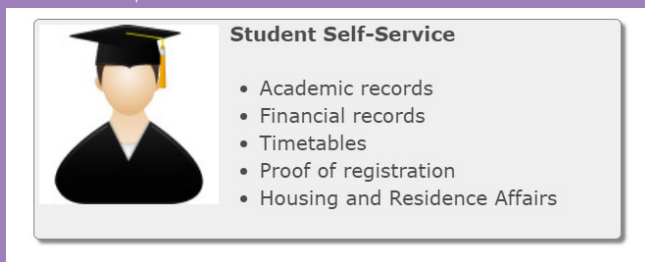 Student Self-Service
• Academic records
• Financial records
• Timetables
• Proof of registration
• Housing and Residence Affairs